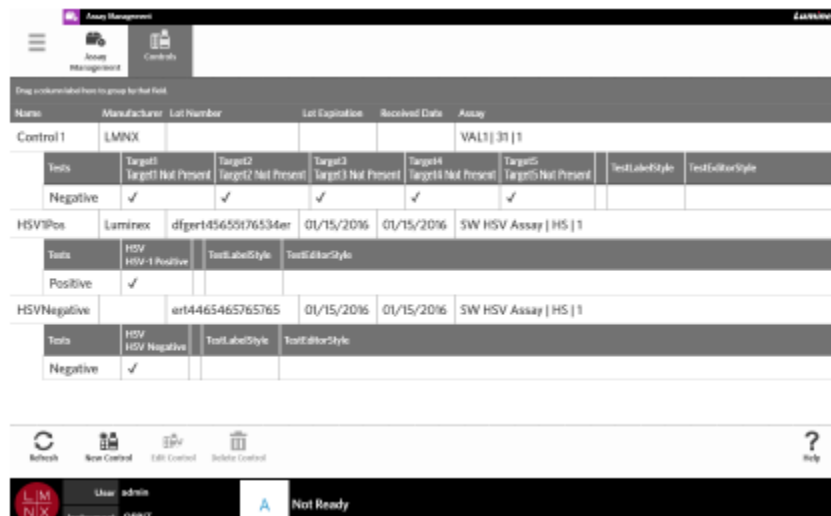 Assay Management
Luminex
Assay Management
Controls
Drag a column label here to group by that field.
Name Manufacturer Lot Number Lot Expiration Received Date Assay
Control1 LMNX VAL1| 31 |1
Tests Target1 Target1 Not Present Target2 Target2 Not Present Target3 Target3 Not Present Target4 Target4 Not Present Target5 Target5 Not Present TestLabelStyle TestEditorStyle
Negative ✓ ✓ ✓ ✓ ✓
HSV1Pos Luminex 01/15/2016 01/15/2016 SW HSV Assay | HS | 1
Tests HSV HSV-1 Positive TestLabelStyle TestEditorStyle
Positive ✓
HSVNegative ert4465465765765 01/15/2016 01/15/2016 SW HSV Assay | HS | 1
Tests HSV HSV Negative TestLabelStyle TestEditorStyle
Negative ✓
Refresh New Control Edit Control Delete Control ? Help
LM
NX
User admin
A Not Ready